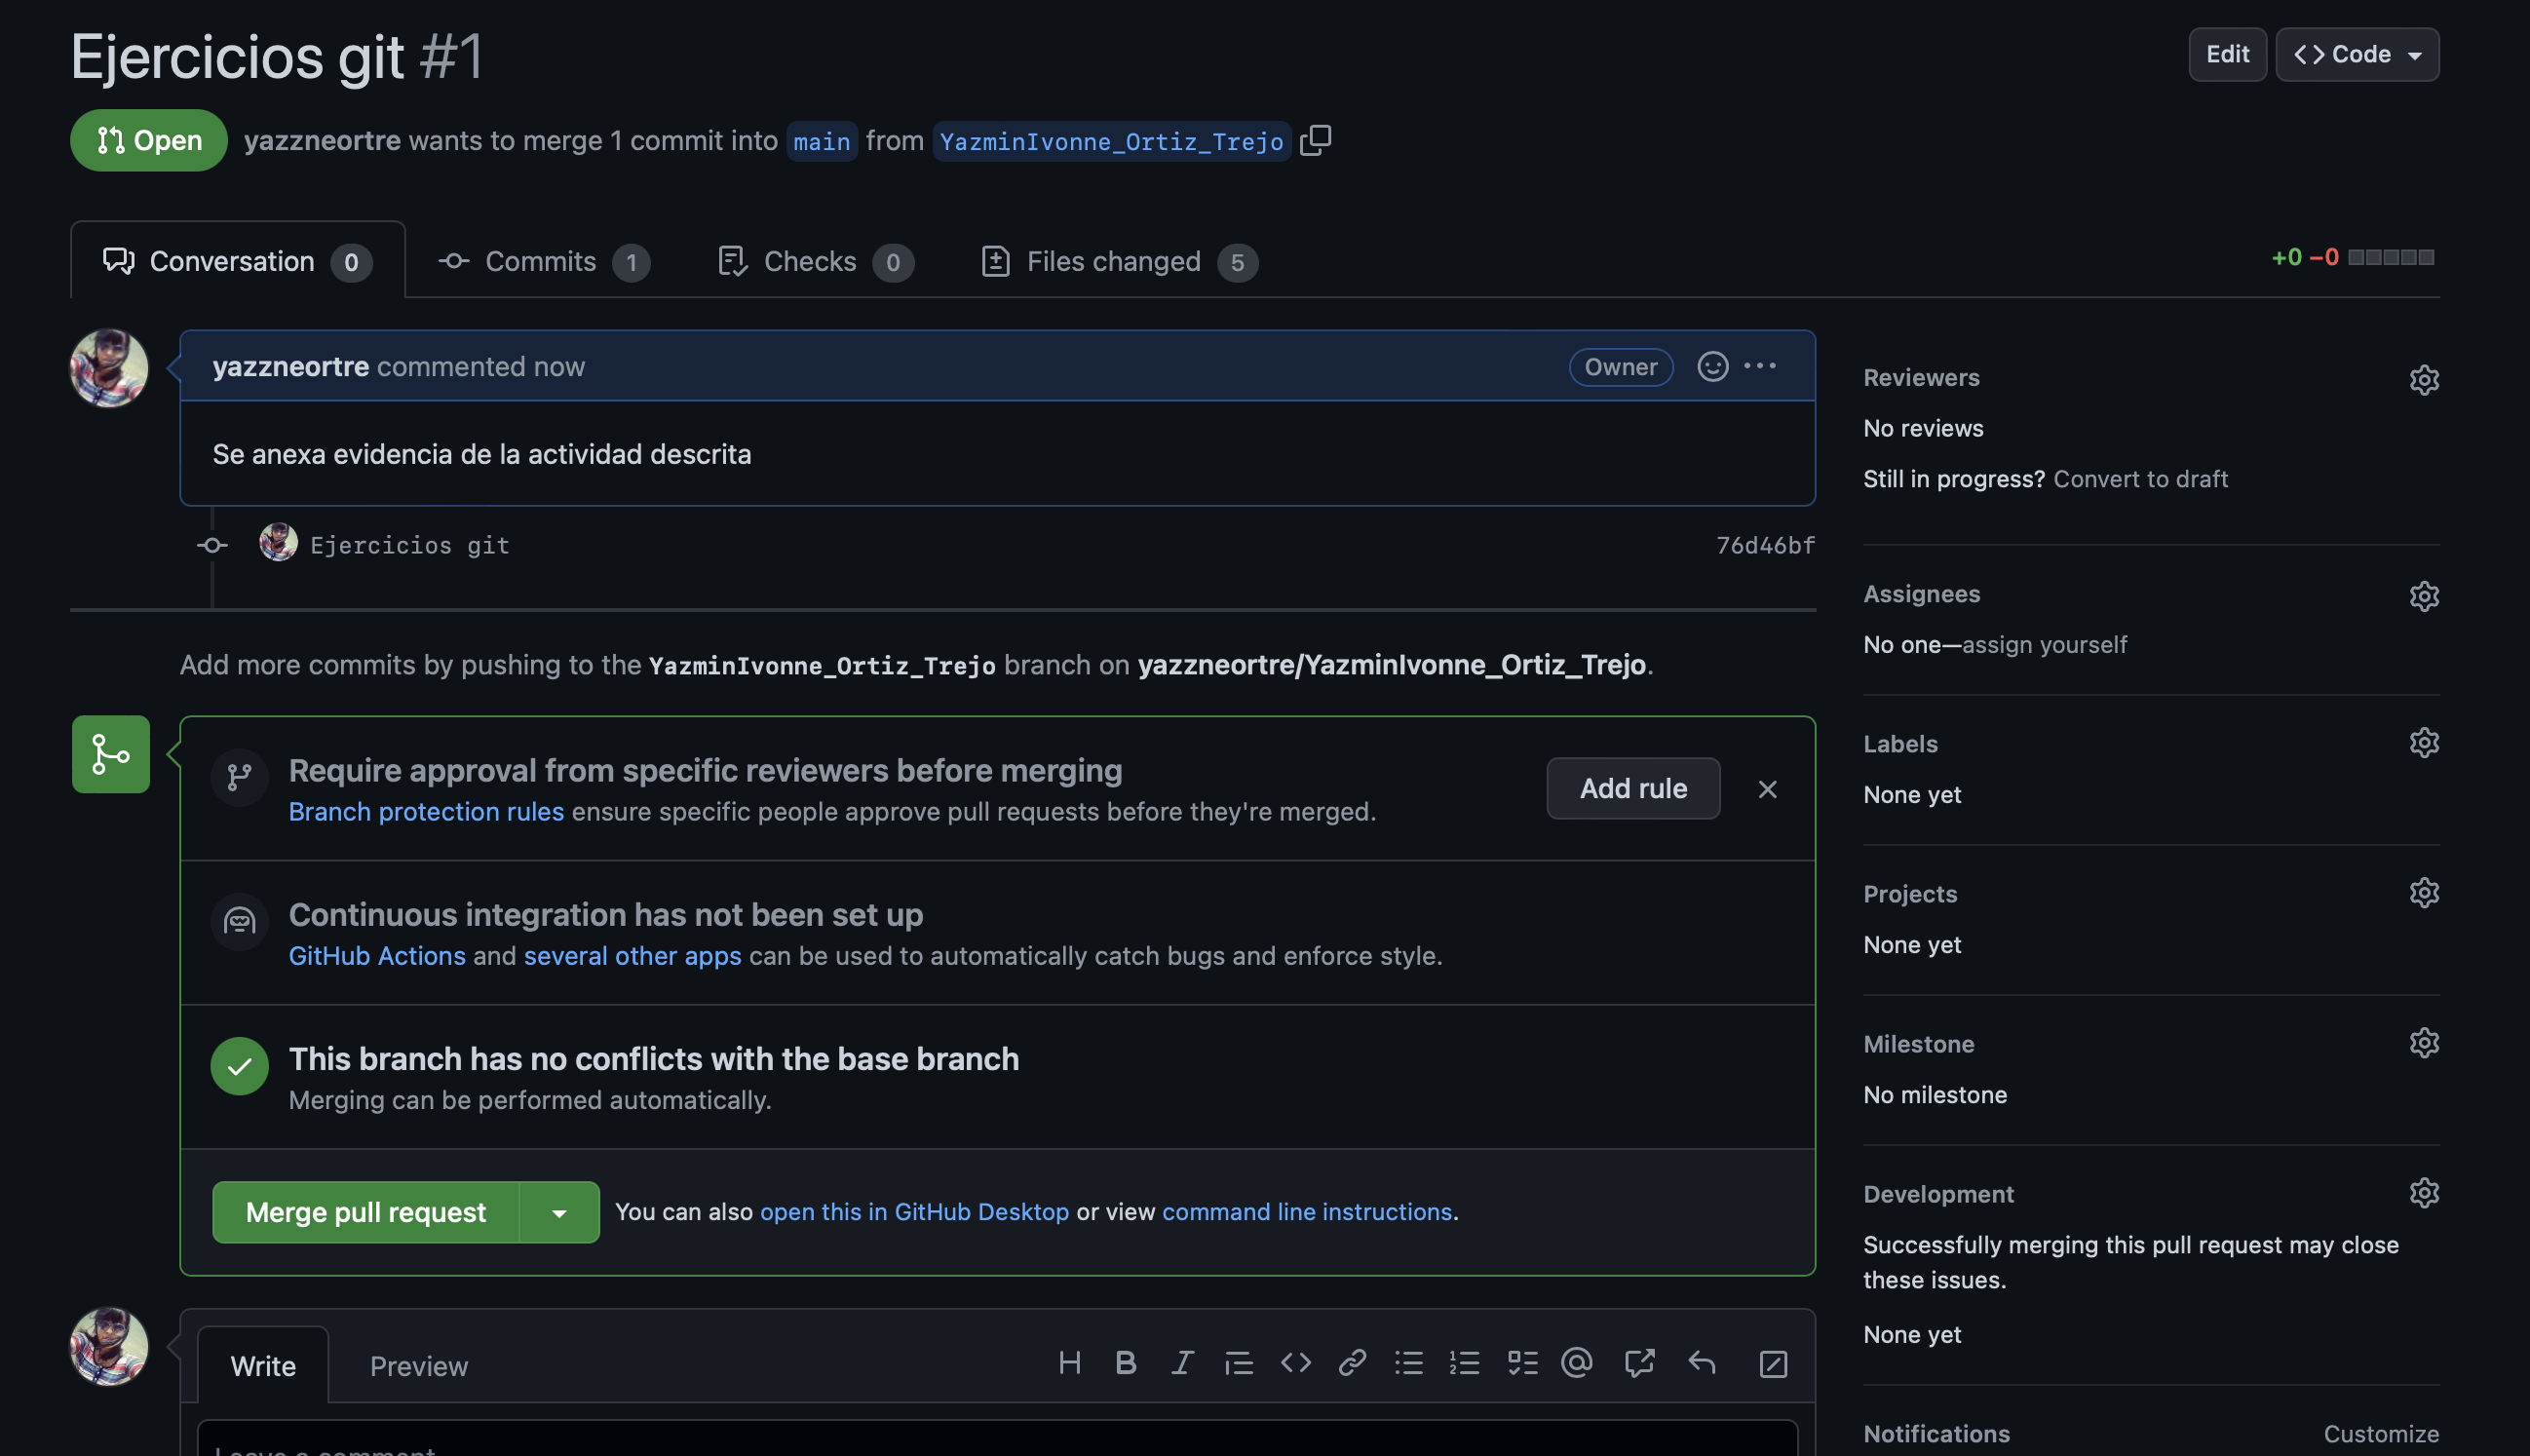 Ejercicios git #1
Edit
<> Code
Open
yazzneortre wants to merge 1 commit into main from YazminIvonne_Ortiz_Trejo
Conversation 0
Commits 1
Checks 0
Files changed 5
+0 −0
yazzneortre commented now
Owner
Se anexa evidencia de la actividad descrita
Ejercicios git
76d46bf
Add more commits by pushing to the YazminIvonne_Ortiz_Trejo branch on yazzneortre/YazminIvonne_Ortiz_Trejo.
Require approval from specific reviewers before merging
Branch protection rules ensure specific people approve pull requests before they're merged.
Add rule
Continuous integration has not been set up
GitHub Actions and several other apps can be used to automatically catch bugs and enforce style.
This branch has no conflicts with the base branch
Merging can be performed automatically.
Merge pull request
You can also open this in GitHub Desktop or view command line instructions.
Write
Preview
Leave a comment
Reviewers
No reviews
Still in progress? Convert to draft
Assignees
No one—assign yourself
Labels
None yet
Projects
None yet
Milestone
No milestone
Development
Successfully merging this pull request may close
these issues.
None yet
Notifications
Customize